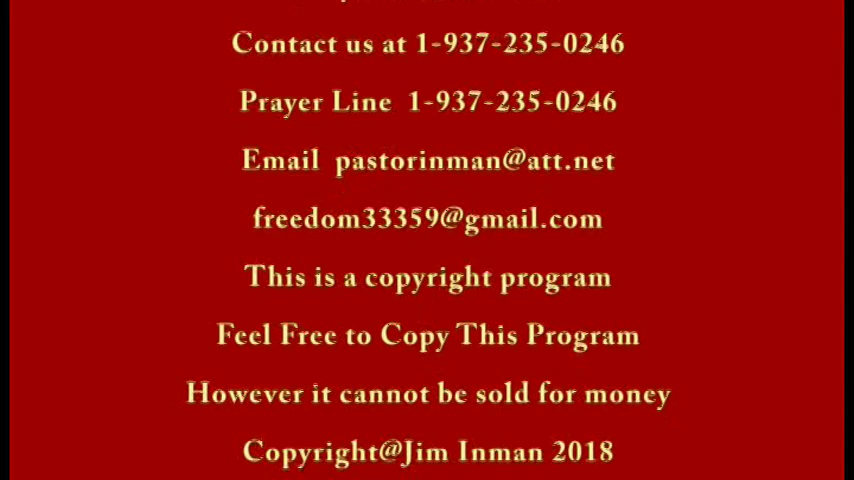 Contact us at 1-937-235-0246
Prayer Line 1-937-235-0246
Email pastorinman@att.net
freedom33359@gmail.com
This is a copyright program
Feel Free to Copy This Program
However it cannot be sold for money
Copyright@Jim Inman 2018